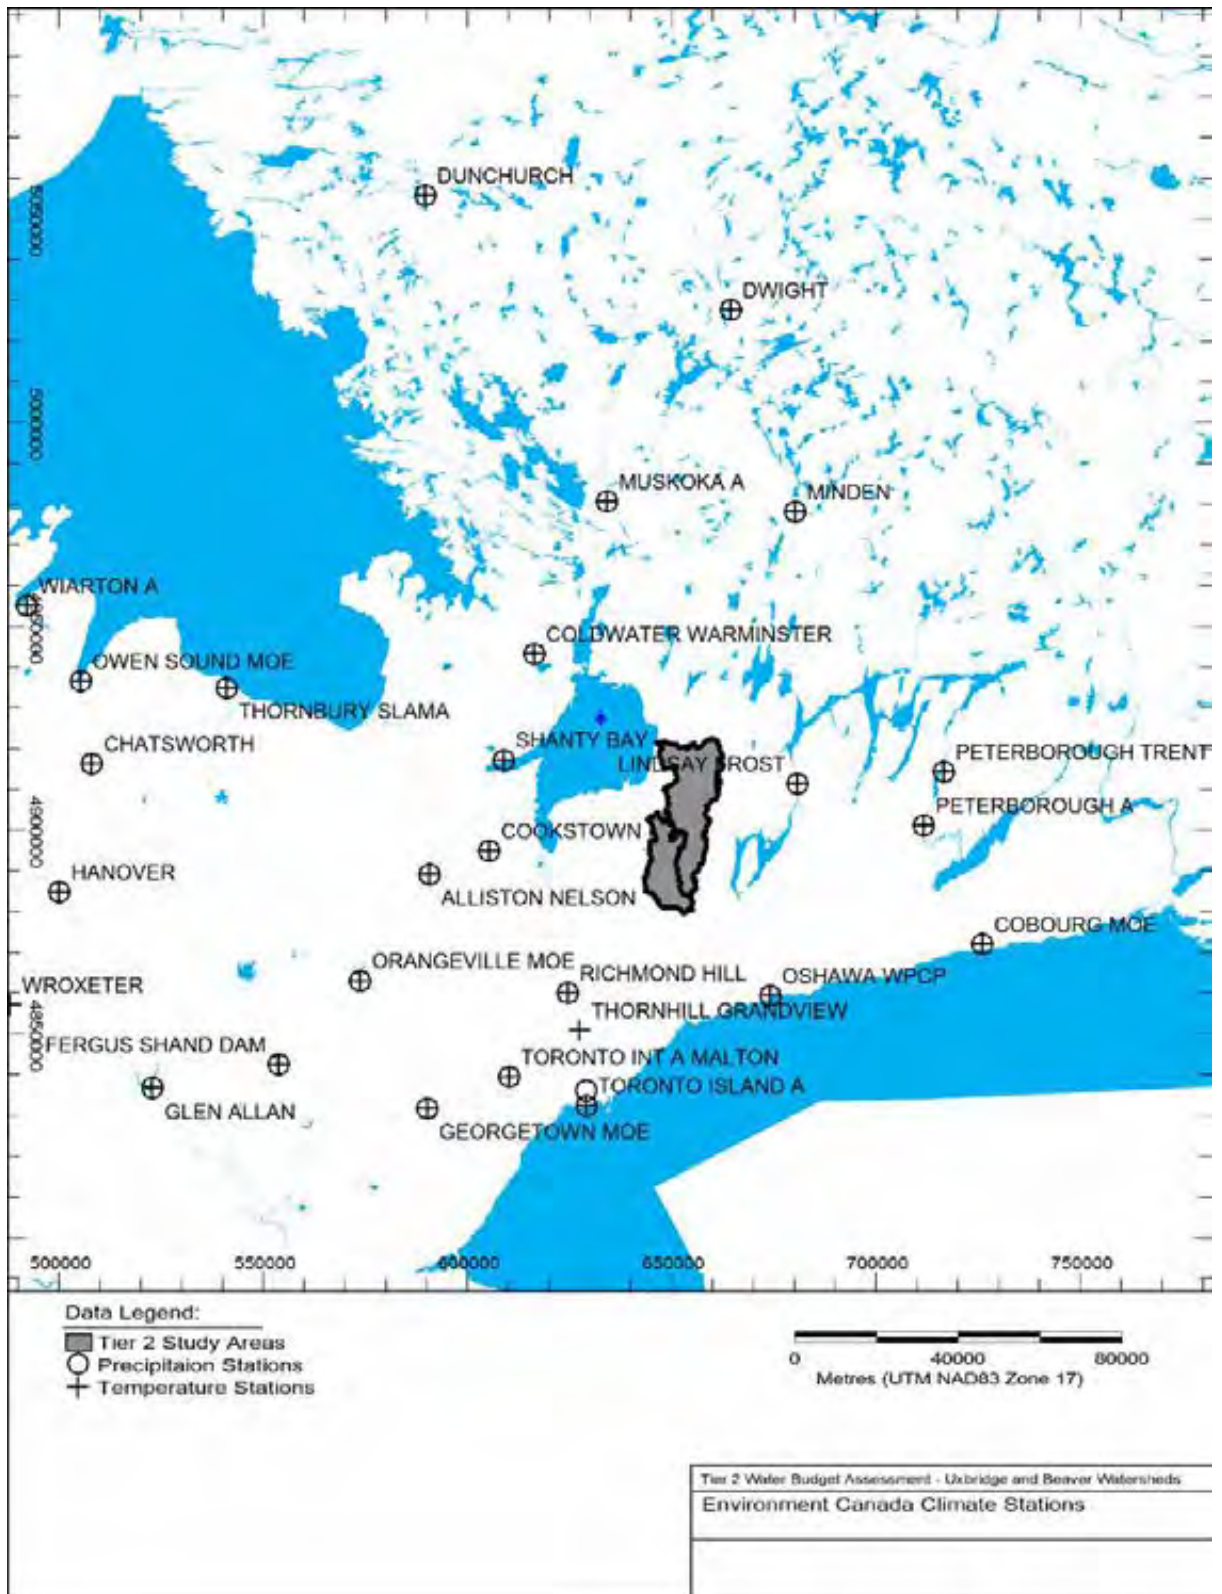 DUNCHURCH
5050000
DWIGHT
5000000
MUSKOKA A
MINDEN
WIARTON A
4950000
COLDWATER WARMINSTER
OWEN SOUND MOE
THORNBURY SLAMA
CHATSWORTH
SHANTY BAY
LINDSAY FROST
PETERBOROUGH TRENT
PETERBOROUGH A
4900000
COOKSTOWN
HANOVER
ALLISTON NELSON
COBOURG MOE
ORANGEVILLE MOE
RICHMOND HILL
OSHAWA WPCP
WROXETER
THORNHILL GRANDVIEW
4850000
FERGUS SHAND DAM
TORONTO INT A MALTON
TORONTO ISLAND A
GLEN ALLAN
GEORGETOWN MOE
500000 550000 600000 650000 700000 750000
Data Legend:
Tier 2 Study Areas
Precipitaion Stations
Temperature Stations
0 40000 80000
Metres (UTM NAD83 Zone 17)
Tier 2 Water Budget Assessment - Uxbridge and Beaver Watersheds
Environment Canada Climate Stations